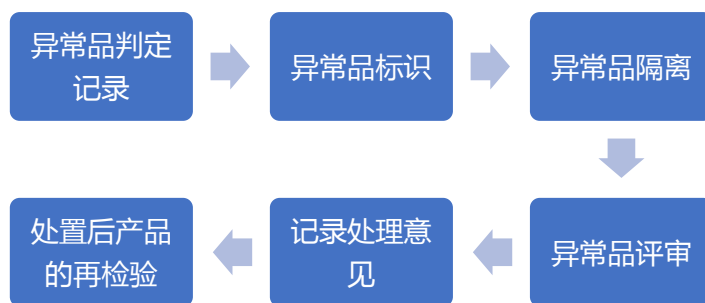 异常品判定
记录
异常品标识
异常品隔离
异常品评审
记录处理意
见
处置后产品
的再检验